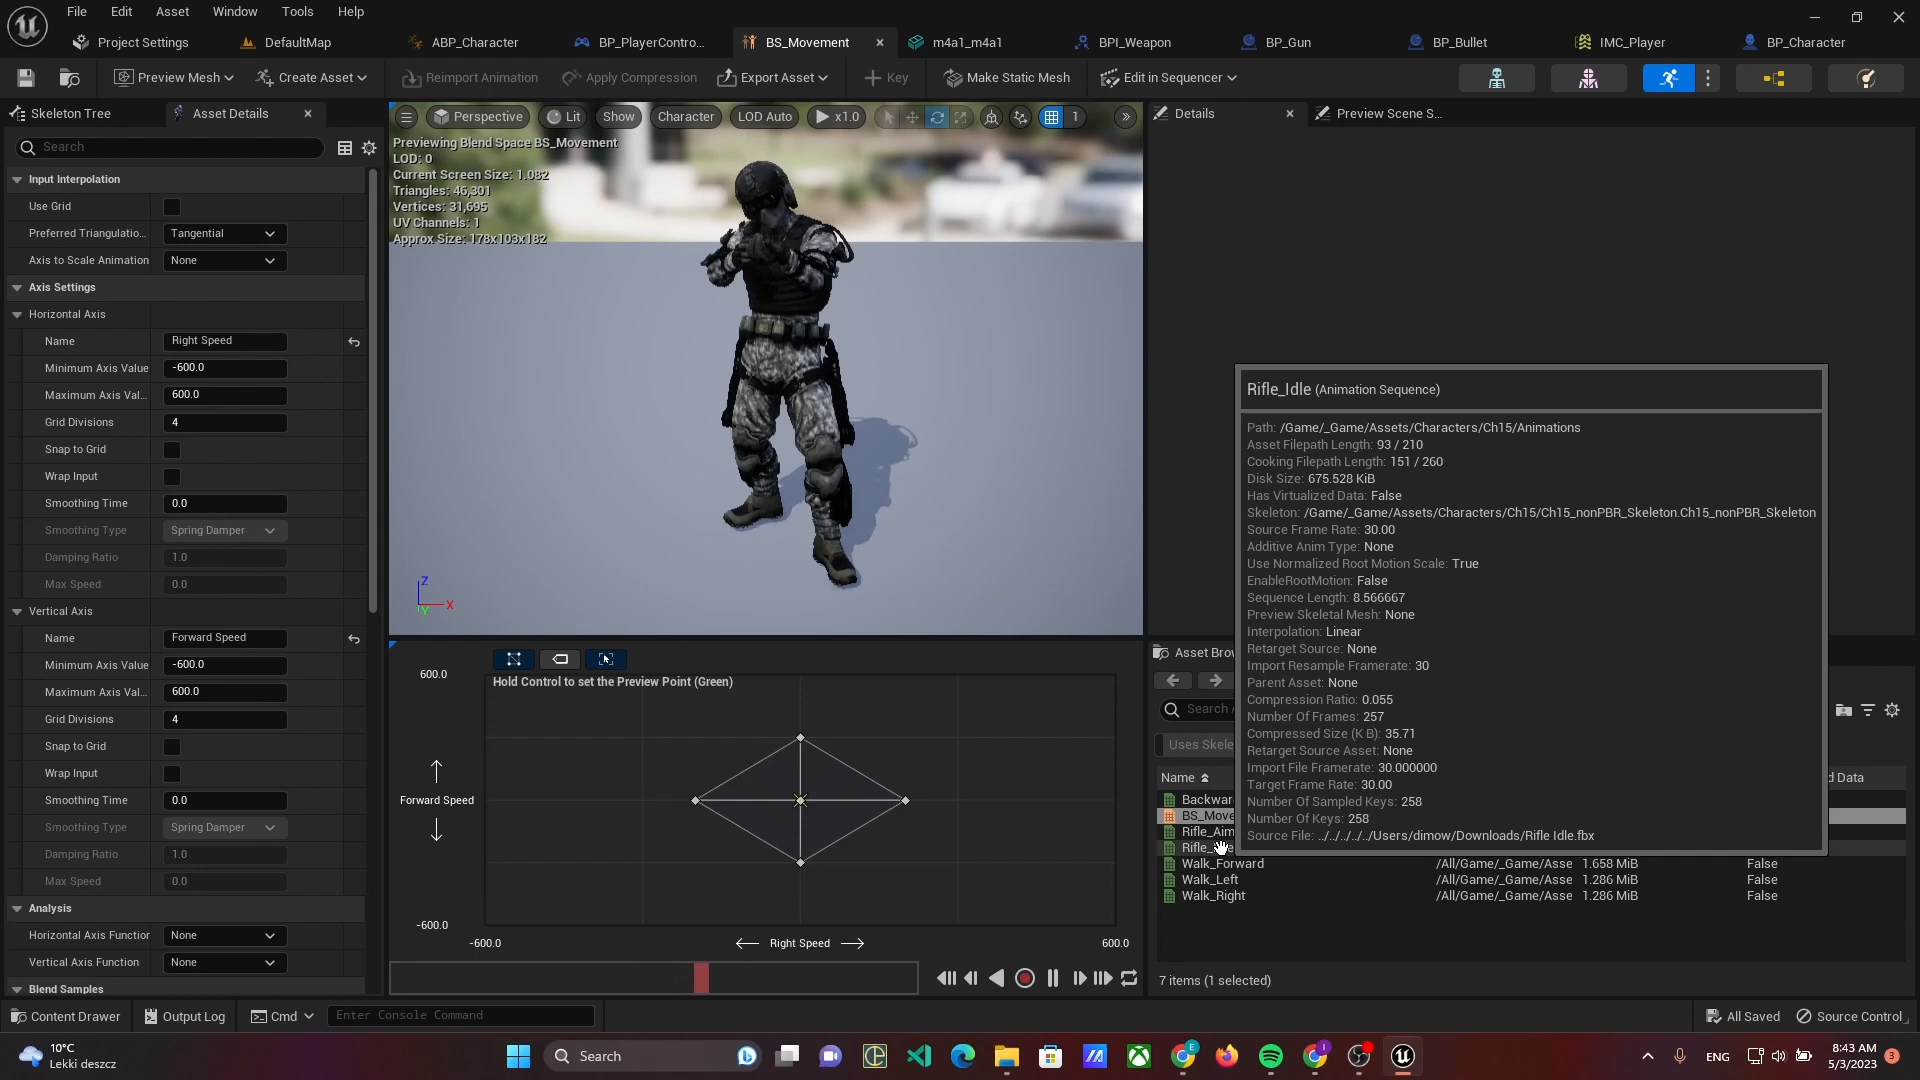 File Edit Asset Window Tools Help
Project Settings DefaultMap ABP_Character BP_PlayerContro... BS_Movement m4a1_m4a1 BPI_Weapon BP_Gun BP_Bullet IMC_Player BP_Character
Preview Mesh Create Asset Reimport Animation Apply Compression Export Asset Key Make Static Mesh Edit in Sequencer
Skeleton Tree Asset Details
Search
Input Interpolation
Use Grid
Preferred Triangulatio... Tangential
Axis to Scale Animation None
Axis Settings
Horizontal Axis
Name Right Speed
Minimum Axis Value -600.0
Maximum Axis Val... 600.0
Grid Divisions 4
Snap to Grid
Wrap Input
Smoothing Time 0.0
Smoothing Type Spring Damper
Damping Ratio 1.0
Max Speed 0.0
Vertical Axis
Name Forward Speed
Minimum Axis Value -600.0
Maximum Axis Val... 600.0
Grid Divisions 4
Snap to Grid
Wrap Input
Smoothing Time 0.0
Smoothing Type Spring Damper
Damping Ratio 1.0
Max Speed 0.0
Analysis
Horizontal Axis Function None
Vertical Axis Function None
Blend Samples
Perspective Lit Show Character LOD Auto x1.0 1
Previewing Blend Space BS_Movement
LOD: 0
Current Screen Size: 1.082
Triangles: 46,301
Vertices: 31,695
UV Channels: 1
Approx Size: 178x103x182
Z
X
Y
600.0
Hold Control to set the Preview Point (Green)
Forward Speed
-600.0
-600.0 Right Speed 600.0
Details Preview Scene S...
Rifle_Idle (Animation Sequence)
Path: /Game/_Game/Assets/Characters/Ch15/Animations
Asset Filepath Length: 93 / 210
Cooking Filepath Length: 151 / 260
Disk Size: 675.528 KiB
Has Virtualized Data: False
Skeleton: /Game/_Game/Assets/Characters/Ch15/Ch15_nonPBR_Skeleton.Ch15_nonPBR_Skeleton
Source Frame Rate: 30.00
Additive Anim Type: None
Use Normalized Root Motion Scale: True
EnableRootMotion: False
Sequence Length: 8.566667
Preview Skeletal Mesh: None
Interpolation: Linear
Retarget Source: None
Import Resample Framerate: 30
Parent Asset: None
Compression Ratio: 0.055
Number Of Frames: 257
Compressed Size (K B): 35.71
Retarget Source Asset: None
Import File Framerate: 30.000000
Target Frame Rate: 30.00
Number Of Sampled Keys: 258
Number Of Keys: 258
Source File: ../../../../../Users/dimow/Downloads/Rifle Idle.fbx
Asset Brow
Search
Uses Skele
Name d Data
Backwar
BS_Move
Rifle_Aim
Rifle_
Walk_Forward /All/Game/_Game/Asse 1.658 MiB False
Walk_Left /All/Game/_Game/Asse 1.286 MiB False
Walk_Right /All/Game/_Game/Asse 1.286 MiB False
7 items (1 selected)
Content Drawer Output Log Cmd Enter Console Command All Saved Source Control
10°C
Lekki deszcz
Search
ENG
8:43 AM
5/3/2023
3